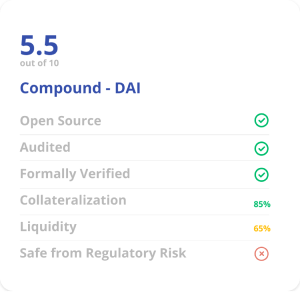 5.5
out of 10
Compound - DAI
Open Source
Audited
Formally Verified
Collateralization 85%
Liquidity 65%
Safe from Regulatory Risk